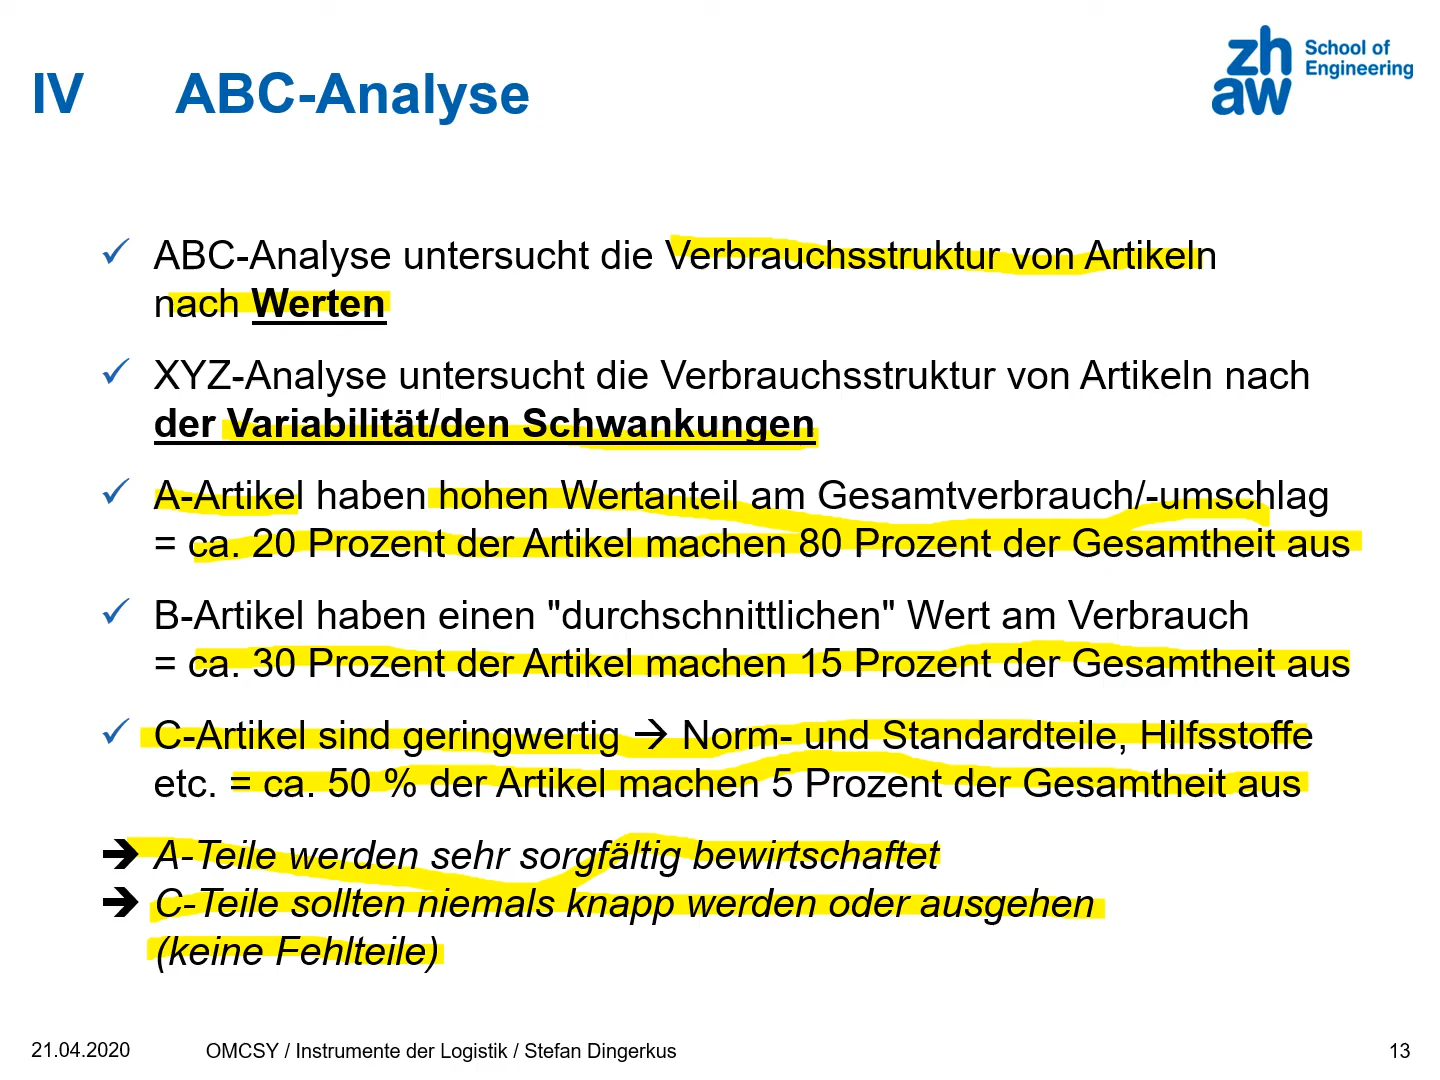 IV ABC-Analyse
zh
aw
School of
Engineering
✓ ABC-Analyse untersucht die Verbrauchsstruktur von Artikeln
nach Werten
✓ XYZ-Analyse untersucht die Verbrauchsstruktur von Artikeln nach
der Variabilität/den Schwankungen
✓ A-Artikel haben hohen Wertanteil am Gesamtverbrauch/-umschlag
= ca. 20 Prozent der Artikel machen 80 Prozent der Gesamtheit aus
✓ B-Artikel haben einen "durchschnittlichen" Wert am Verbrauch
= ca. 30 Prozent der Artikel machen 15 Prozent der Gesamtheit aus
✓ C-Artikel sind geringwertig → Norm- und Standardteile, Hilfsstoffe
etc. = ca. 50 % der Artikel machen 5 Prozent der Gesamtheit aus
➔ A-Teile werden sehr sorgfältig bewirtschaftet
➔ C-Teile sollten niemals knapp werden oder ausgehen
(keine Fehlteile)
21.04.2020 OMCSY / Instrumente der Logistik / Stefan Dingerkus 13